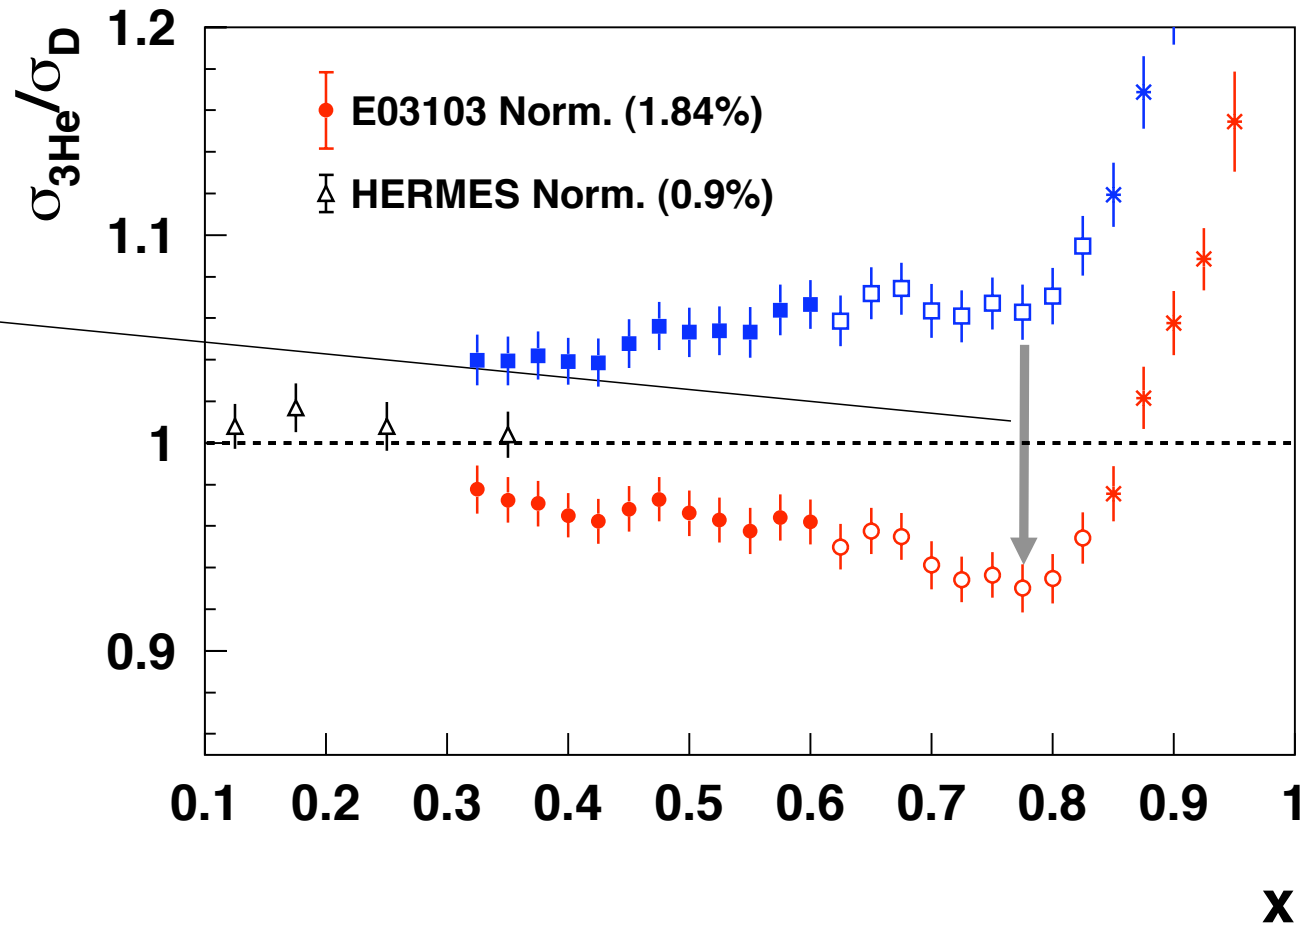 σ3He/σD
1.2
1.1
1
0.9
E03103 Norm. (1.84%)
HERMES Norm. (0.9%)
0.1 0.2 0.3 0.4 0.5 0.6 0.7 0.8 0.9 1
x